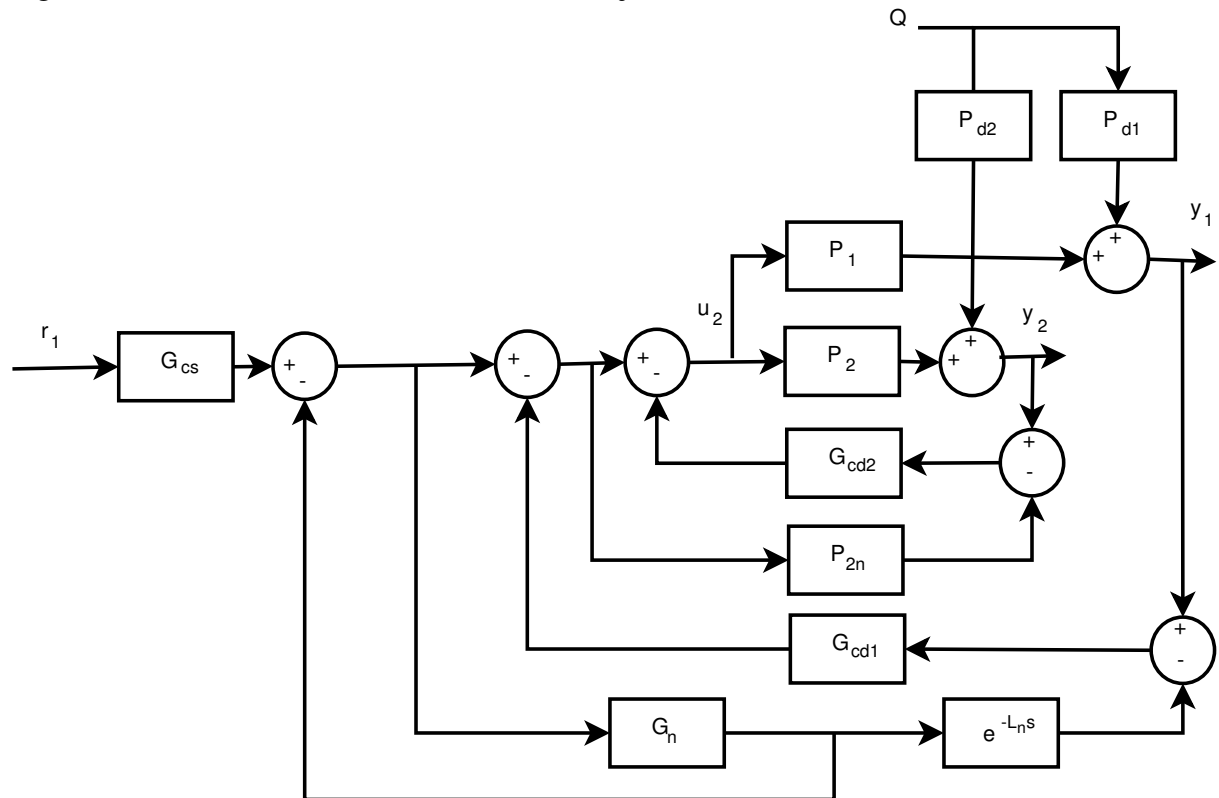 Q
P d2
P d1
y 1
P 1
u 2
y 2
r 1
G cs
P 2
G cd2
P 2n
G cd1
G n
e -L n s
+
-
+
-
+
-
+
+
+
+
+
-
+
-